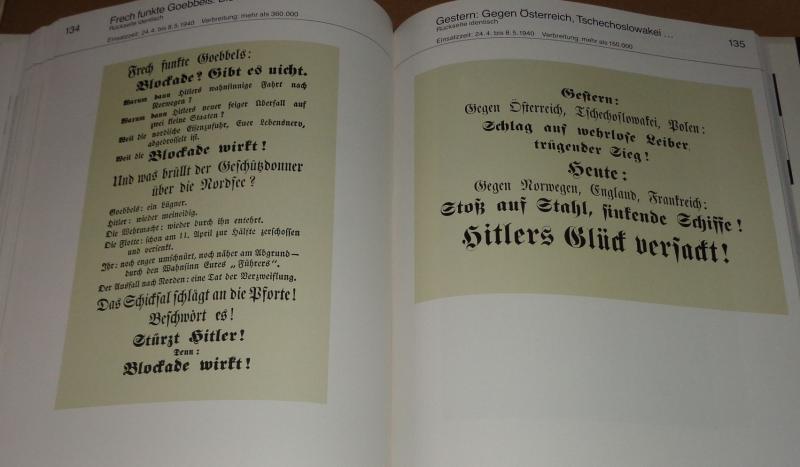 134
Frech funkte Goebbels:
Rückseite identisch
Einsatzzeit: 24.4. bis 8.5.1940 Verbreitung: mehr als 360.000
Frech funkte Goebbels:
Blockade? Gibt es nicht.
Warum dann Hitlers wahnsinnige Fahrt nach
Norwegen?
Warum dann Hitlers neuer feiger Überfall auf
zwei kleine Staaten?
Weil die nordische Eisenzufuhr, Euer Lebensnerv,
abgedrosselt ist.
Weil die Blockade wirkt!
Und was brüllt der Geschützdonner
über die Nordsee?
Goebbels: ein Lügner.
Hitler: wieder meineidig.
Die Wehrmacht: wieder durch ihn entehrt.
Die Flotte: schon am 11. April zur Hälfte zerschossen
und versenkt.
Ihr: noch enger umschnürt, noch näher am Abgrund—
durch den Wahnsinn Eures „Führers".
Der Ausfall nach Norden: eine Tat der Verzweiflung.
Das Schicksal schlägt an die Pforte!
Beschwört es!
Stürzt Hitler!
Denn:
Blockade wirkt!
Gestern: Gegen Österreich, Tschechoslowakei ...
Rückseite identisch
Einsatzzeit: 24.4. bis 8.5.1940 Verbreitung: mehr als 150.000
135
Gestern:
Gegen Österreich, Tschechoslowakei, Polen:
Schlag auf wehrlose Leiber,
trügender Sieg!
Heute:
Gegen Norwegen, England, Frankreich:
Stoß auf Stahl, sinkende Schiffe!
Hitlers Glück versackt!